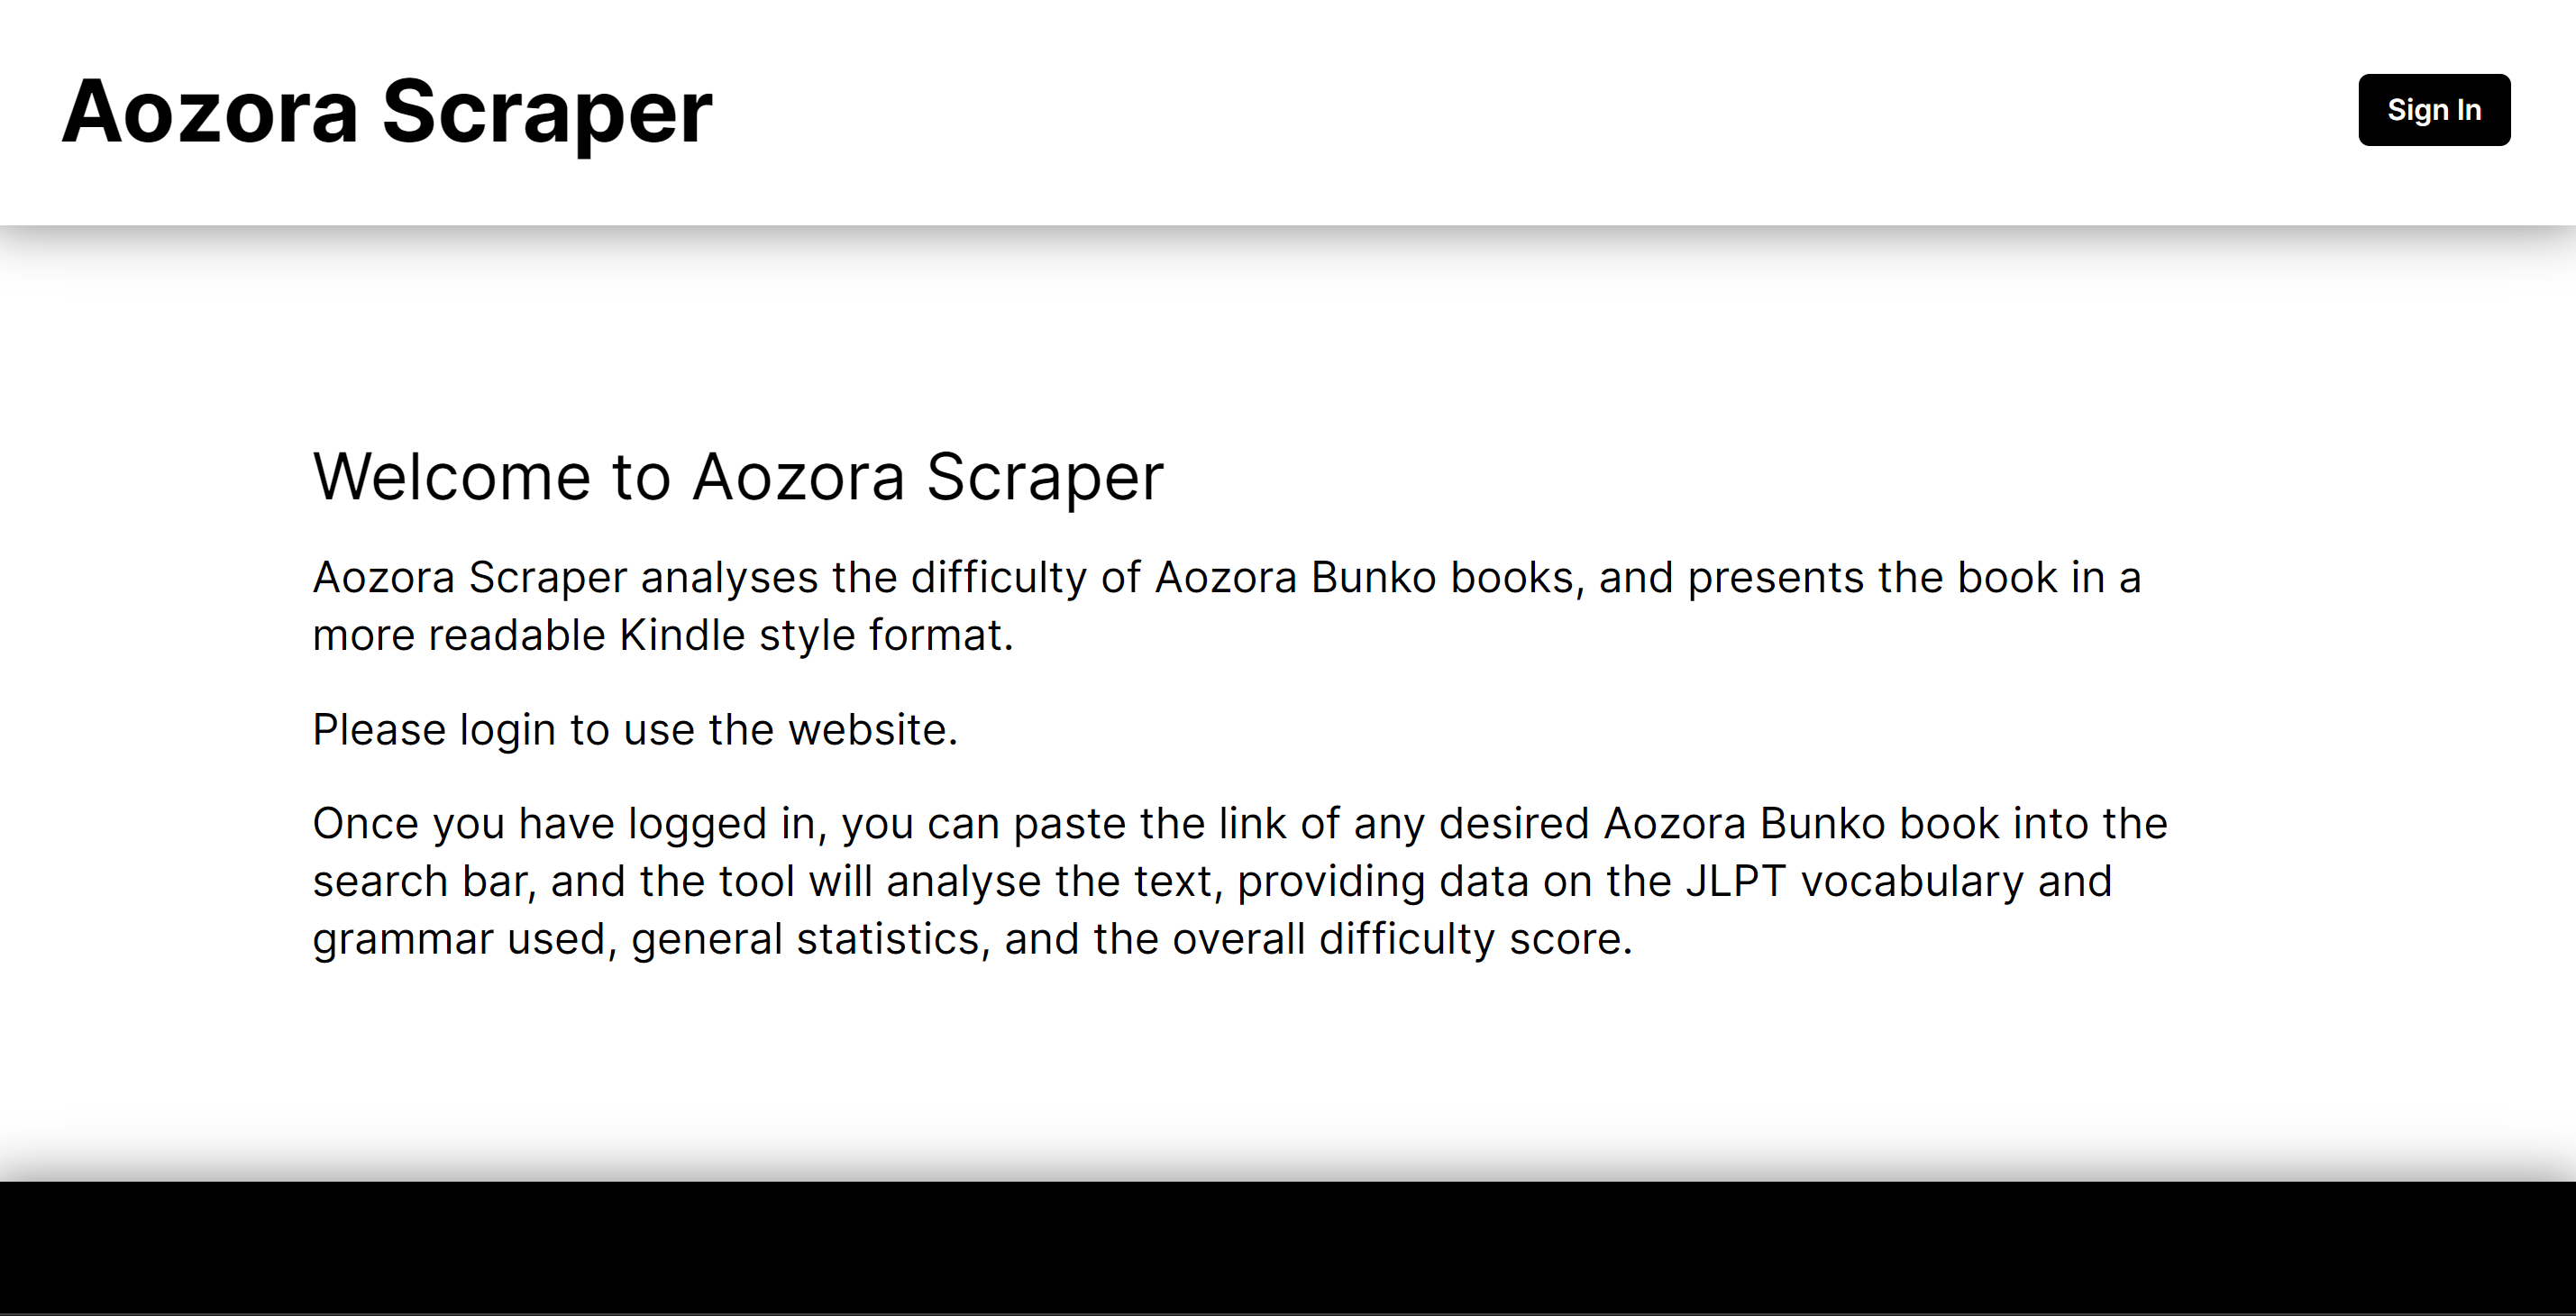 Aozora Scraper
Sign In
Welcome to Aozora Scraper
Aozora Scraper analyses the difficulty of Aozora Bunko books, and presents the book in a
more readable Kindle style format.
Please login to use the website.
Once you have logged in, you can paste the link of any desired Aozora Bunko book into the
search bar, and the tool will analyse the text, providing data on the JLPT vocabulary and
grammar used, general statistics, and the overall difficulty score.